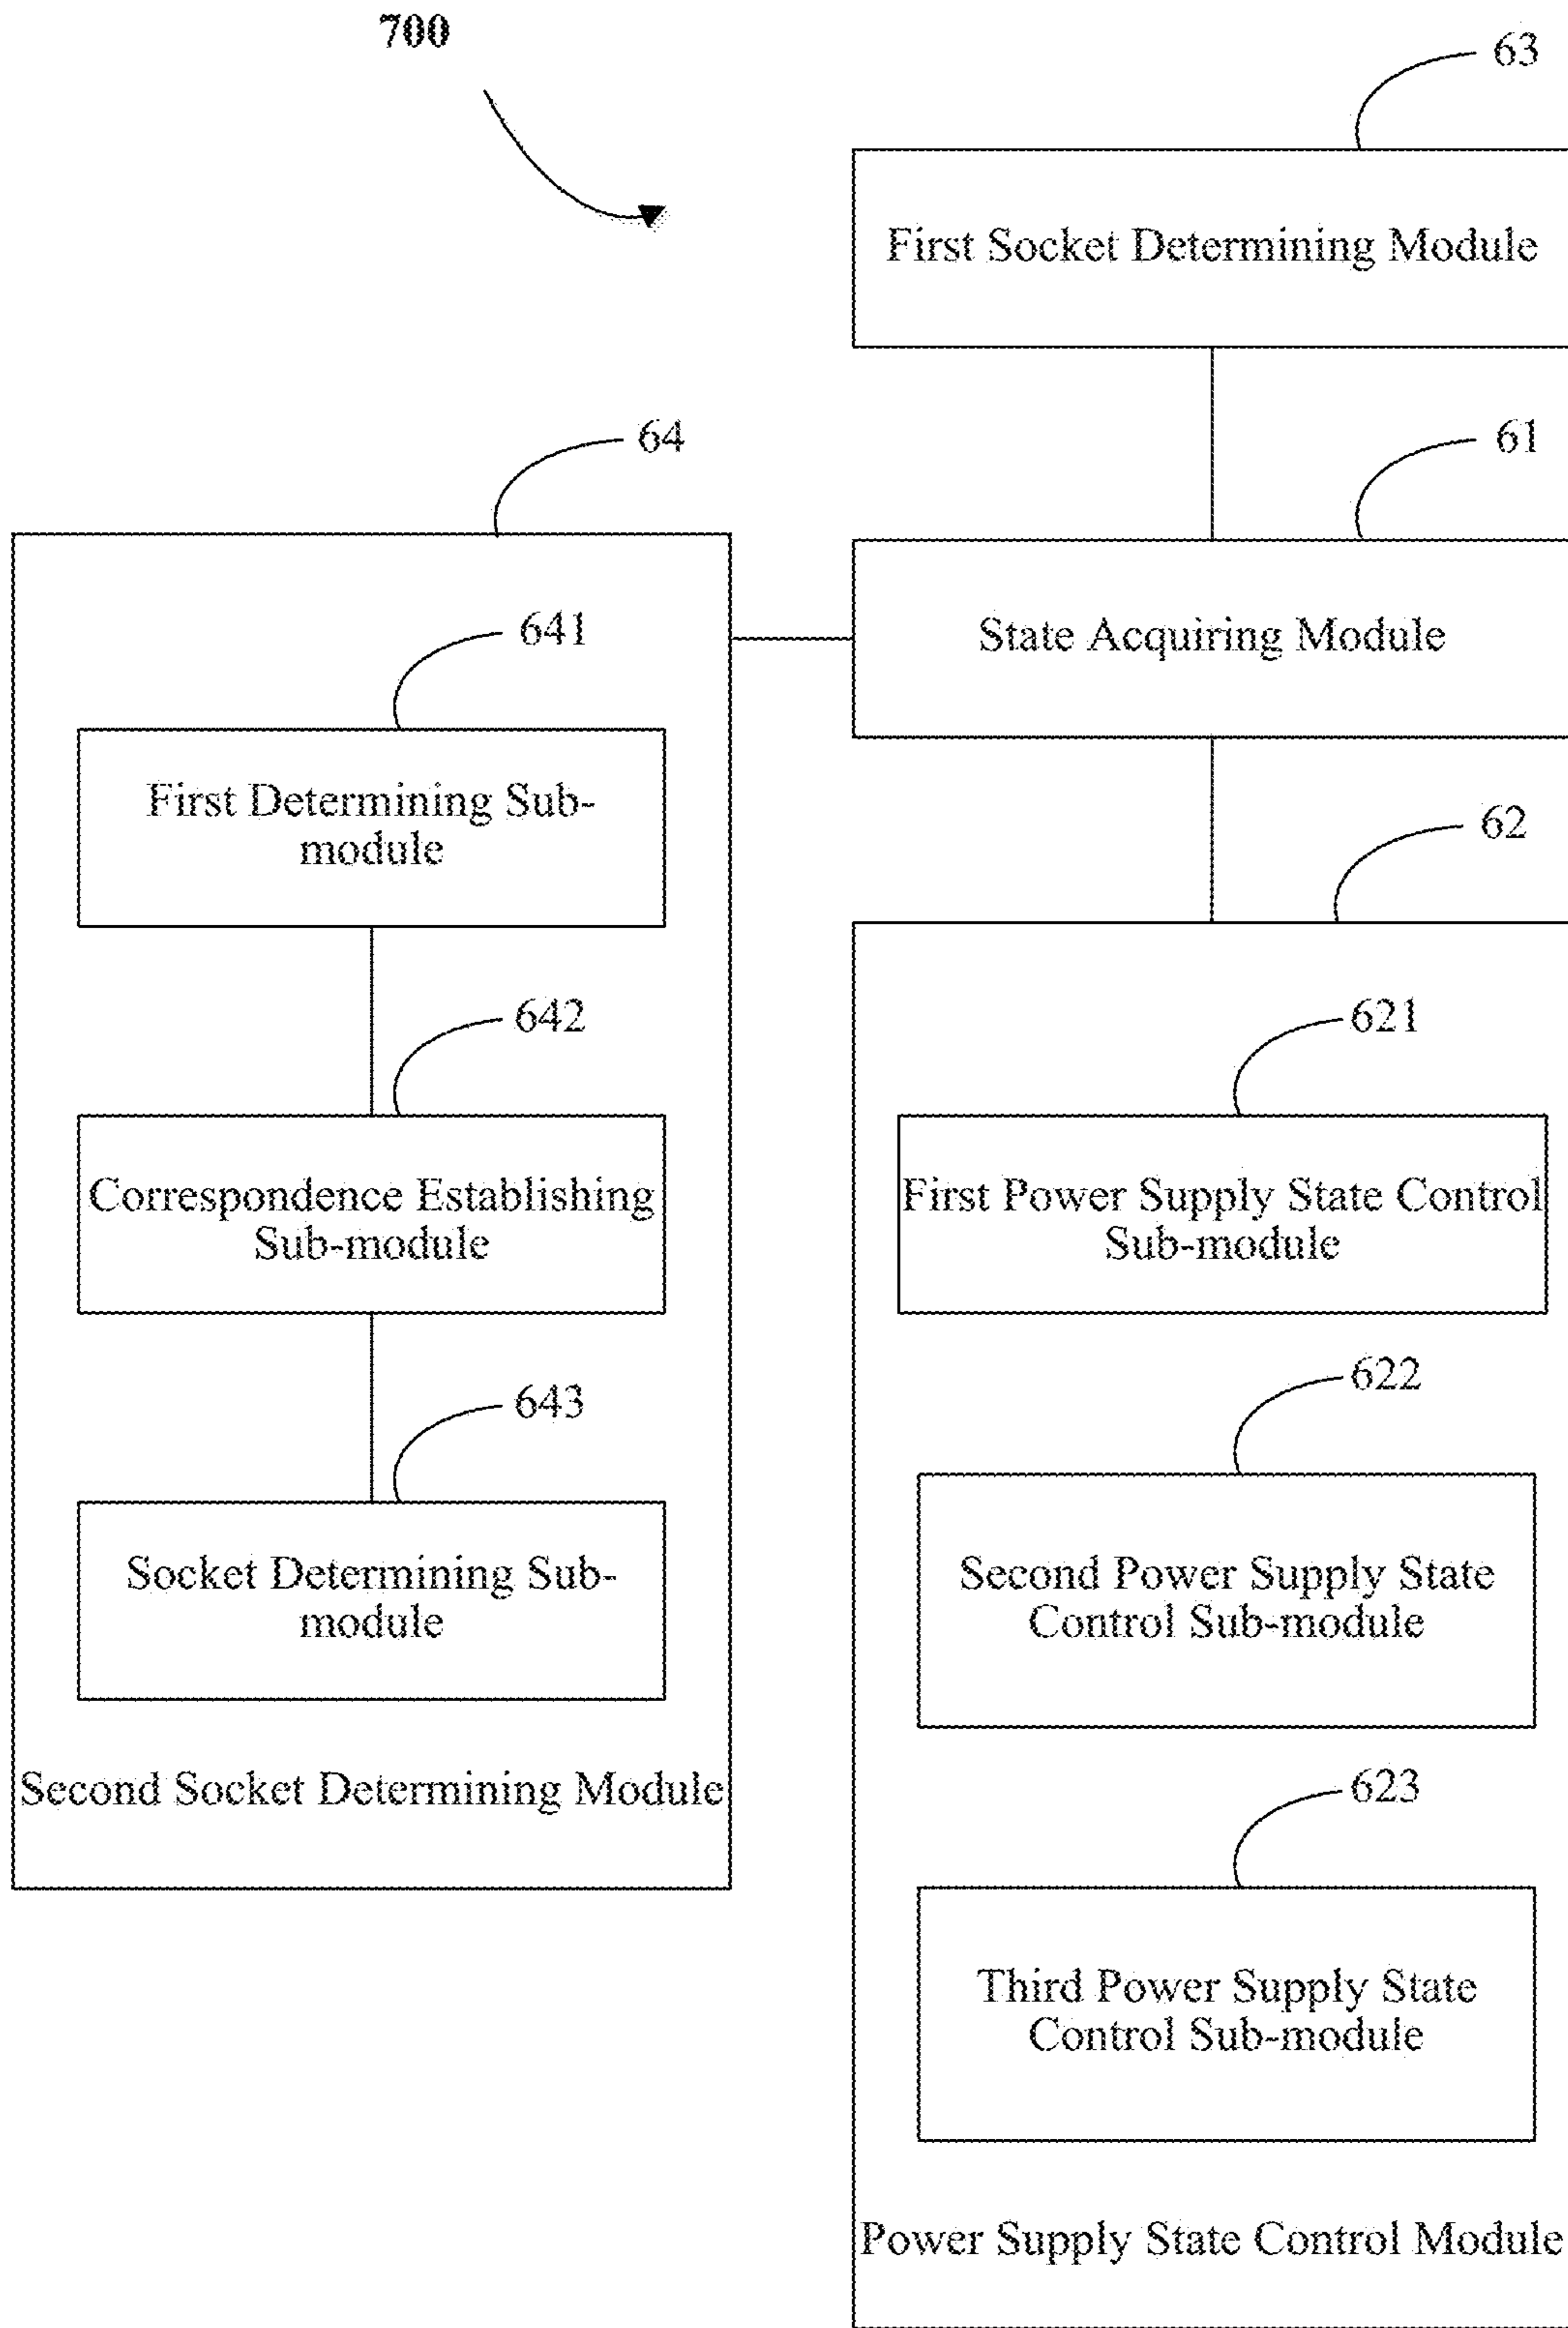 700
63
First Socket Determining Module
64
61
State Acquiring Module
641
First Determining Sub-
module
62
642
Correspondence Establishing
Sub-module
621
First Power Supply State Control
Sub-module
643
Socket Determining Sub-
module
622
Second Power Supply State
Control Sub-module
Second Socket Determining Module
623
Third Power Supply State
Control Sub-module
Power Supply State Control Module